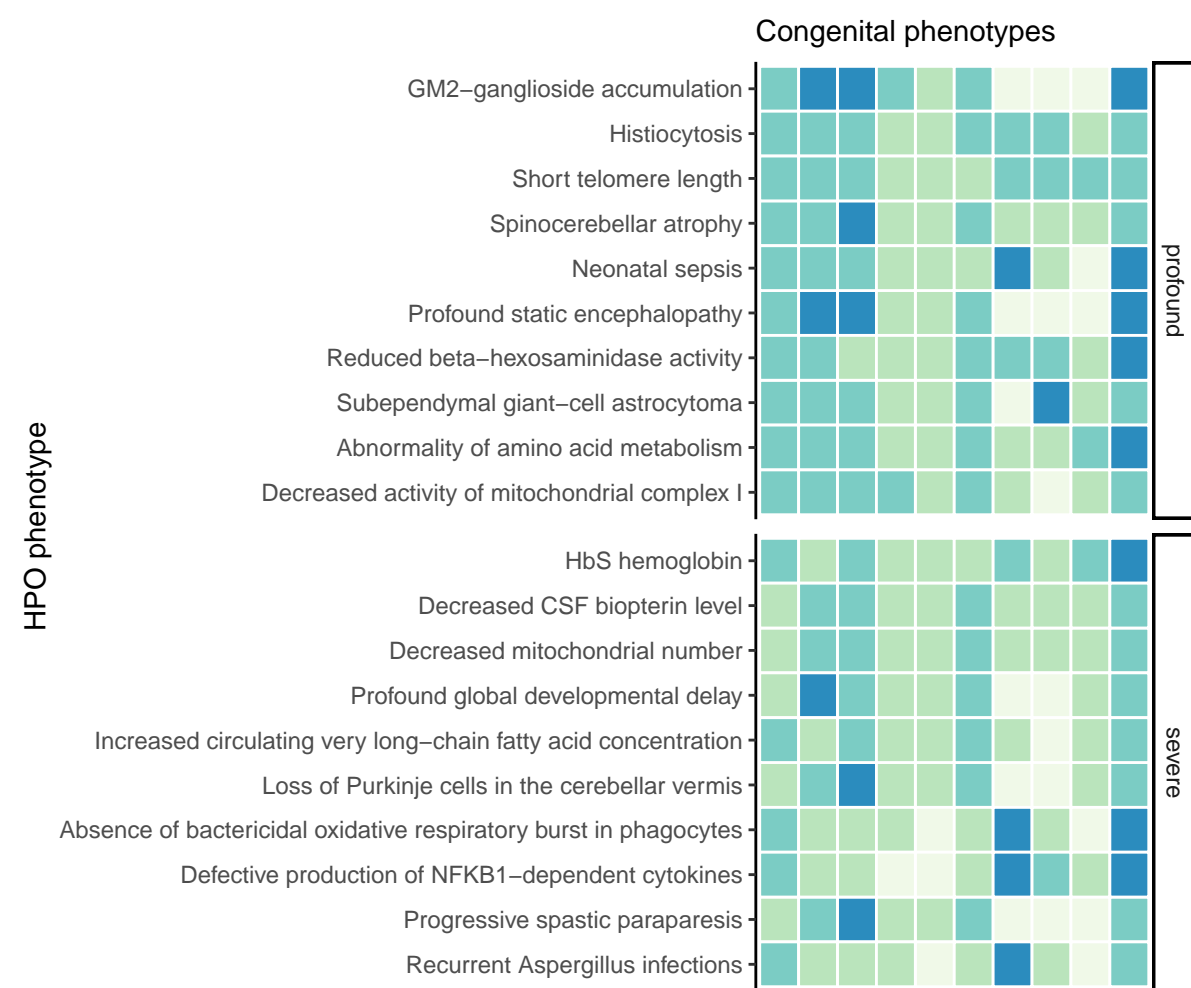 Congenital phenotypes
GM2−ganglioside accumulation
Histiocytosis
Short telomere length
Spinocerebellar atrophy
Neonatal sepsis
Profound static encephalopathy
Reduced beta−hexosaminidase activity
Subependymal giant−cell astrocytoma
Abnormality of amino acid metabolism
Decreased activity of mitochondrial complex I
profound
HPO phenotype
HbS hemoglobin
Decreased CSF biopterin level
Decreased mitochondrial number
Profound global developmental delay
Increased circulating very long−chain fatty acid concentration
Loss of Purkinje cells in the cerebellar vermis
Absence of bactericidal oxidative respiratory burst in phagocytes
Defective production of NFKB1−dependent cytokines
Progressive spastic paraparesis
Recurrent Aspergillus infections
severe